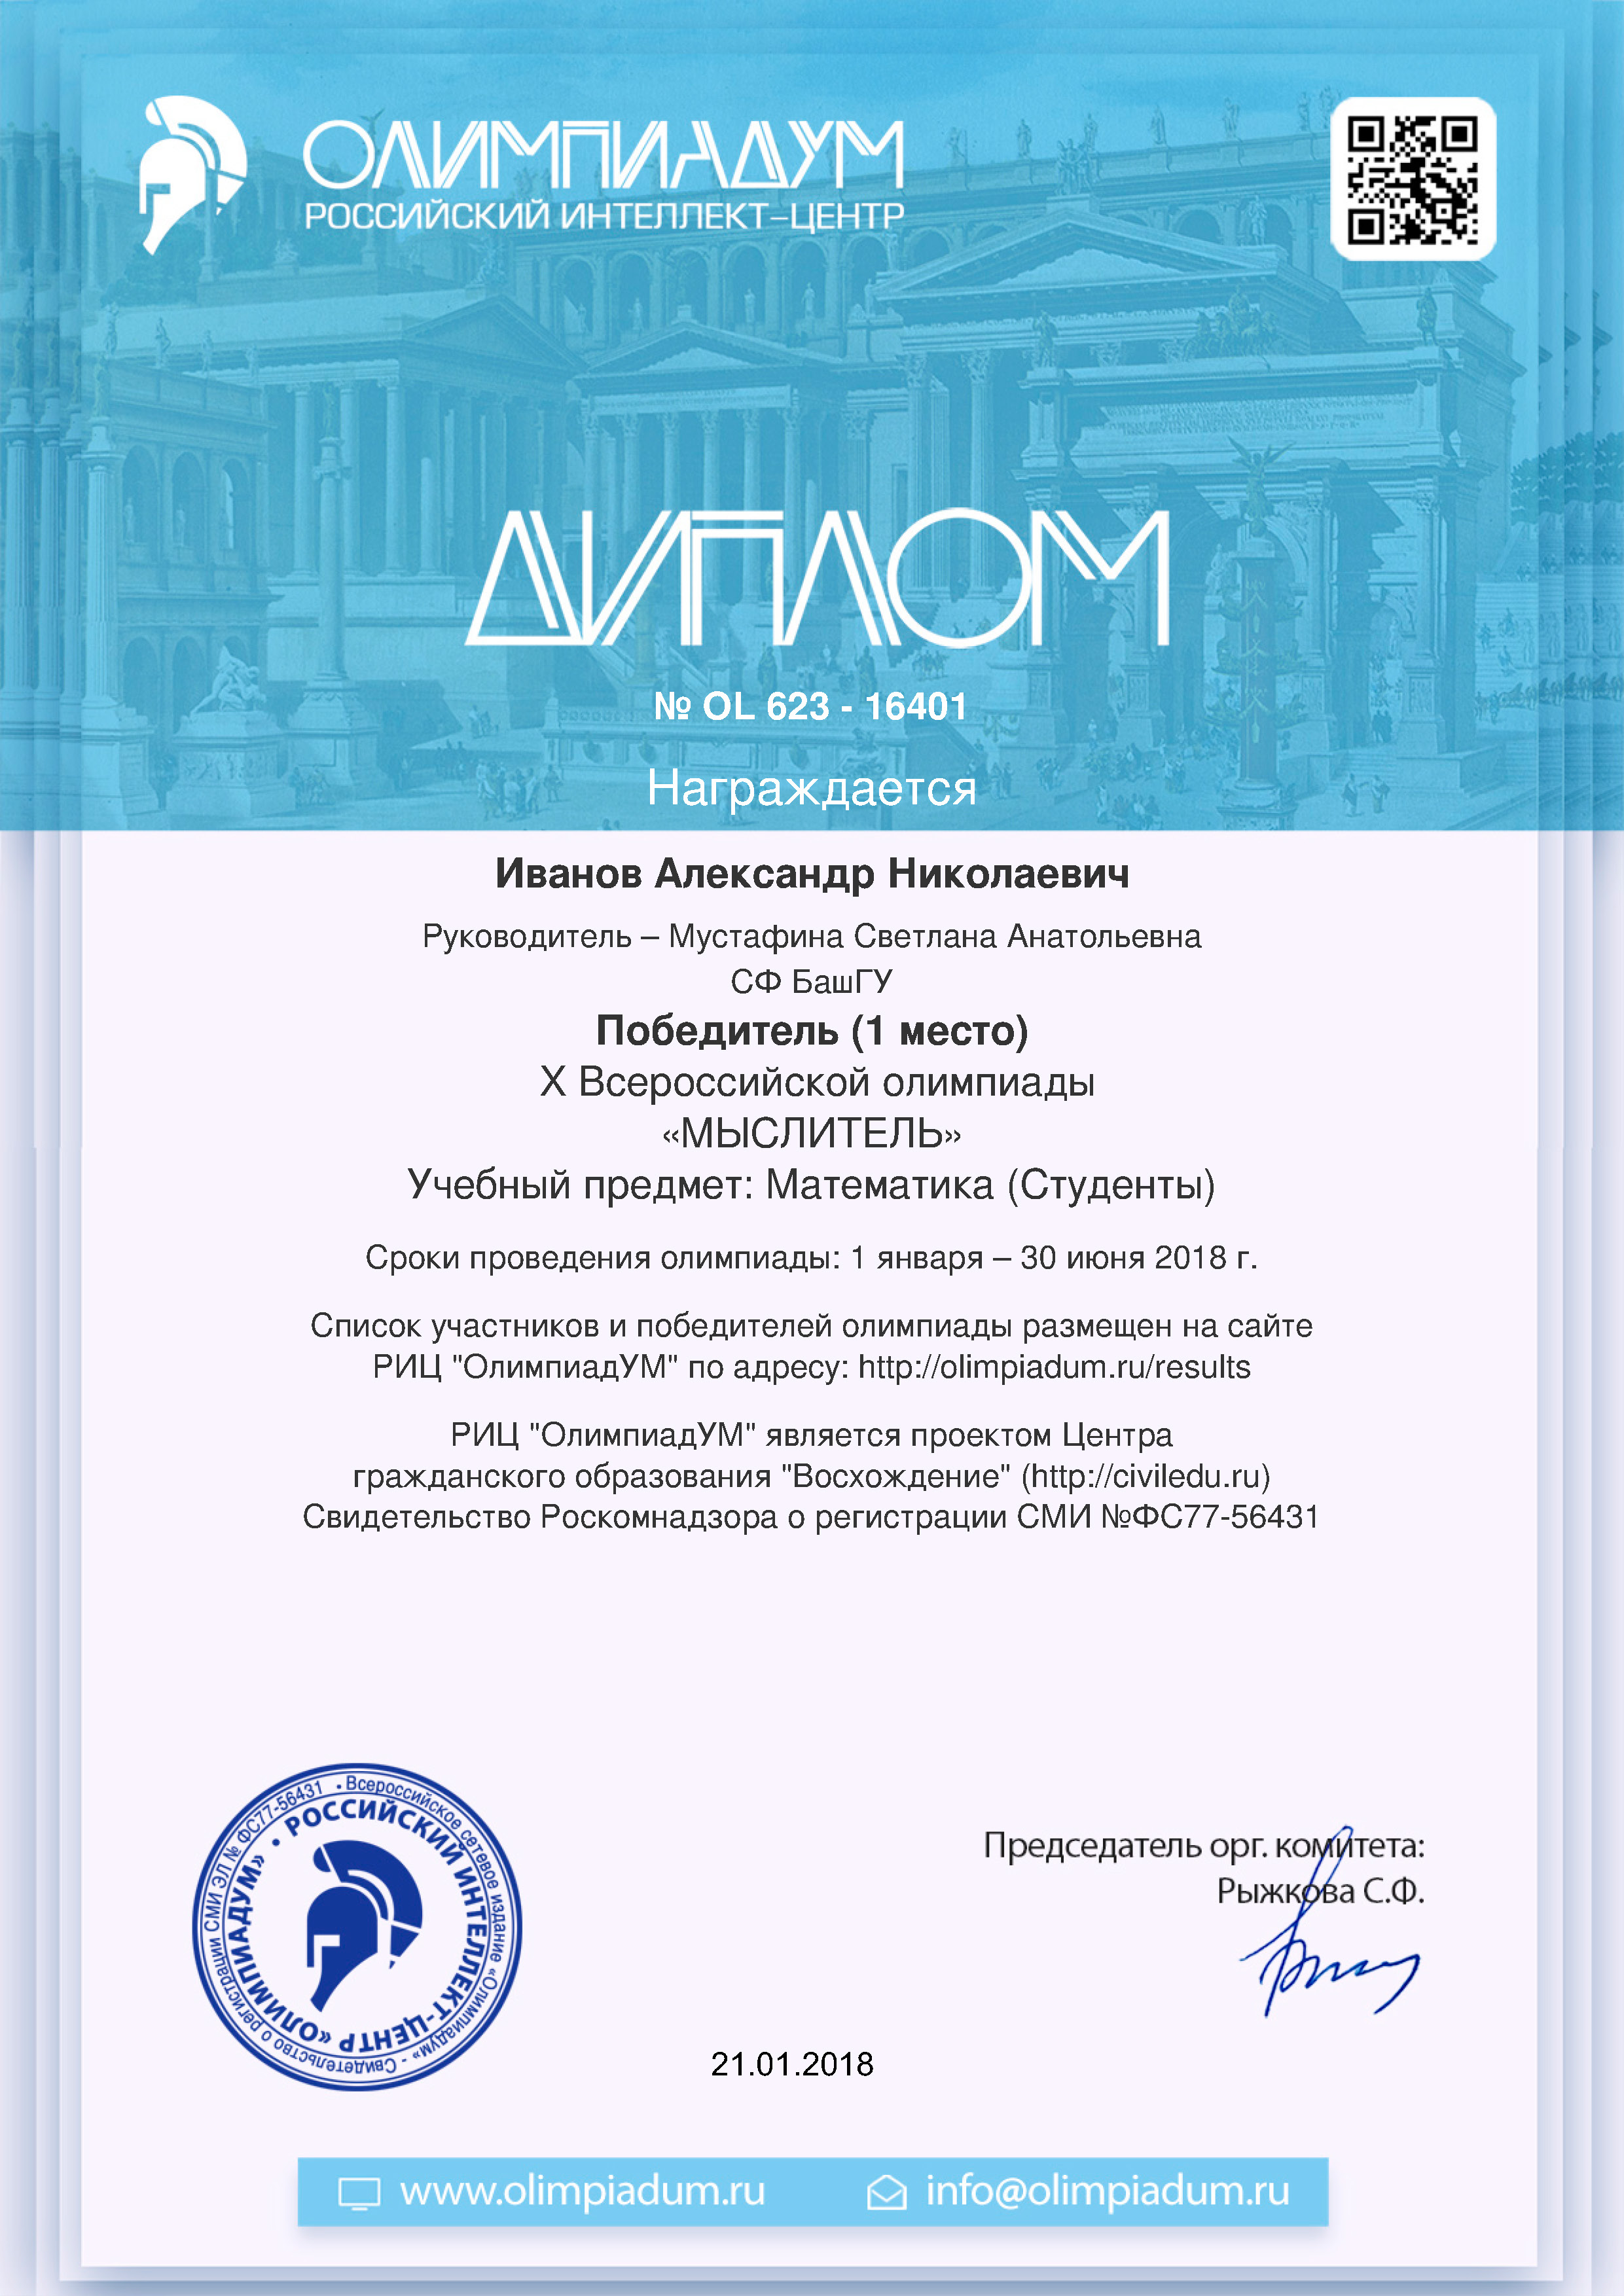 ОЛИМПИАДУМ
РОССИЙСКИЙ ИНТЕЛЛЕКТ-ЦЕНТР
ДИПЛОМ
№ OL 623 - 16401
Награждается
Иванов Александр Николаевич
Руководитель – Мустафина Светлана Анатольевна
СФ БашГУ
Победитель (1 место)
X Всероссийской олимпиады
«МЫСЛИТЕЛЬ»
Учебный предмет: Математика (Студенты)
Сроки проведения олимпиады: 1 января – 30 июня 2018 г.
Список участников и победителей олимпиады размещен на сайте
РИЦ "ОлимпиадУМ" по адресу: http://olimpiadum.ru/results
РИЦ "ОлимпиадУМ" является проектом Центра
гражданского образования "Восхождение" (http://civiledu.ru)
Свидетельство Роскомнадзора о регистрации СМИ №ФС77-56431
• Всероссийское сетевое издание «Олимпиадум» - Свидетельство о регистрации СМИ ЭЛ № ФС77-56431
• РОССИЙСКИЙ ИНТЕЛЛЕКТ-ЦЕНТР «ОЛИМПИАДУМ»
Председатель орг. комитета:
Рыжкова С.Ф.
21.01.2018
www.olimpiadum.ru
info@olimpiadum.ru